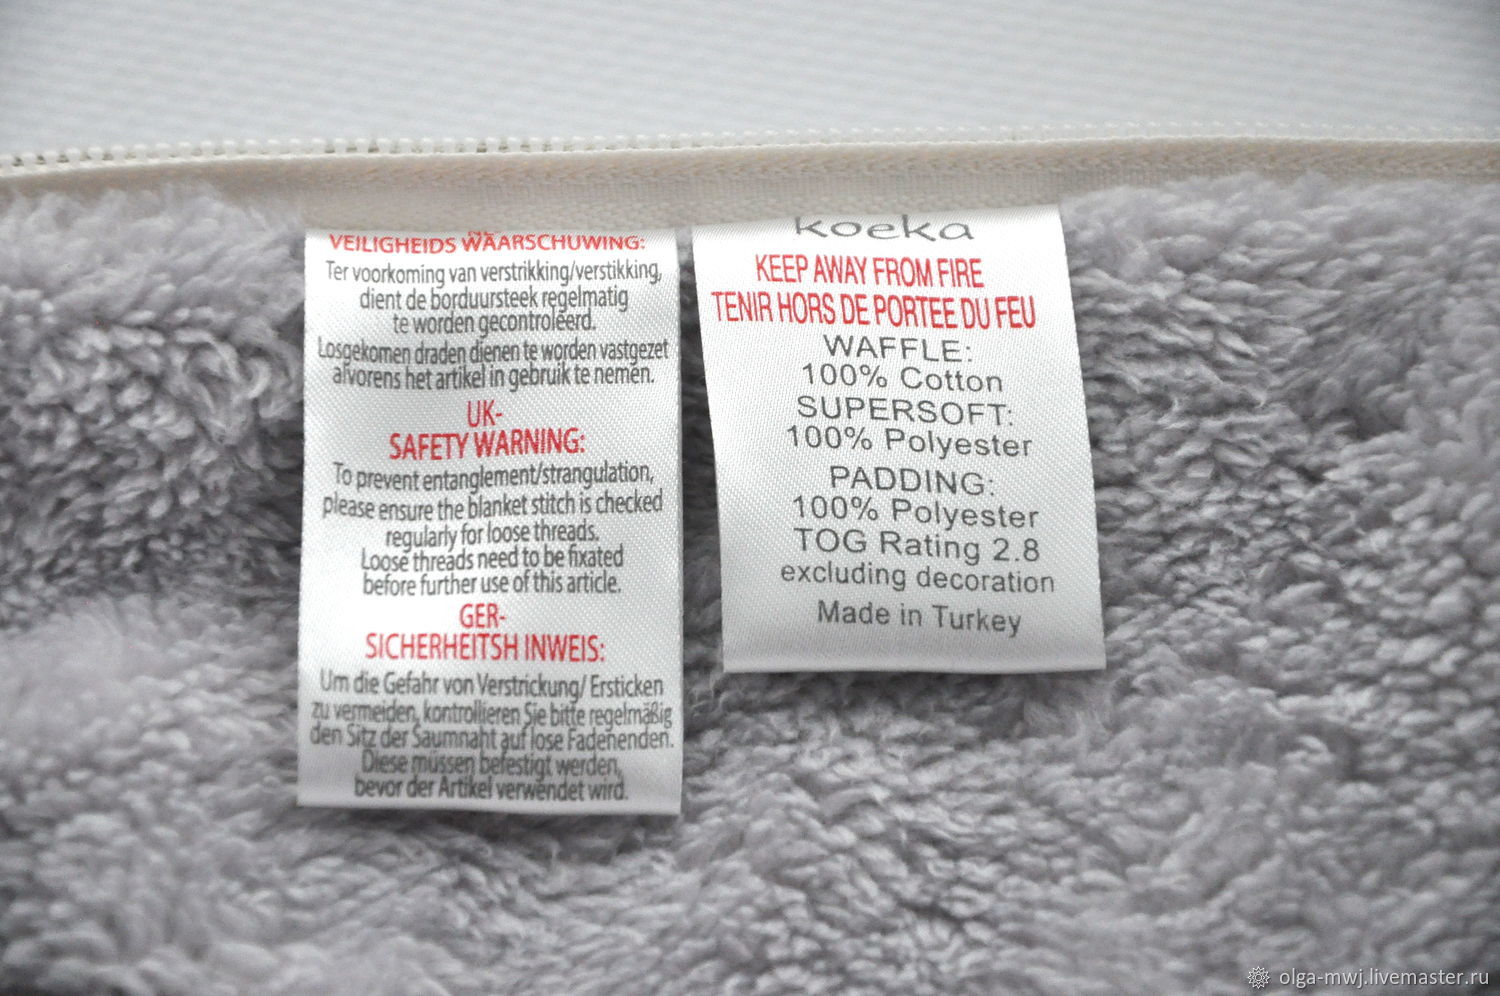 VEILIGHEIDS WAARSCHUWING:
Ter voorkoming van verstrikking/verstikking,
dient de borduursteek regelmatig
te worden gecontroleerd.
Losgekomen draden dienen te worden vastgezet
alvorens het artikel in gebruik te nemen.
UK-
SAFETY WARNING:
To prevent entanglement/strangulation,
please ensure the blanket stitch is checked
regularly for loose threads.
Loose threads need to be fixated
before further use of this article.
GER-
SICHERHEITSH INWEIS:
Um die Gefahr von Verstrickung/ Ersticken
zu vermeiden, kontrollieren Sie bitte regelmäßig
den Sitz der Saumnaht auf lose Fadenenden.
Diese müssen befestigt werden,
bevor der Artikel verwendet wird.
koeka
KEEP AWAY FROM FIRE
TENIR HORS DE PORTEE DU FEU
WAFFLE:
100% Cotton
SUPERSOFT:
100% Polyester
PADDING:
100% Polyester
TOG Rating 2.8
excluding decoration
Made in Turkey
olga-mwj.livemaster.ru